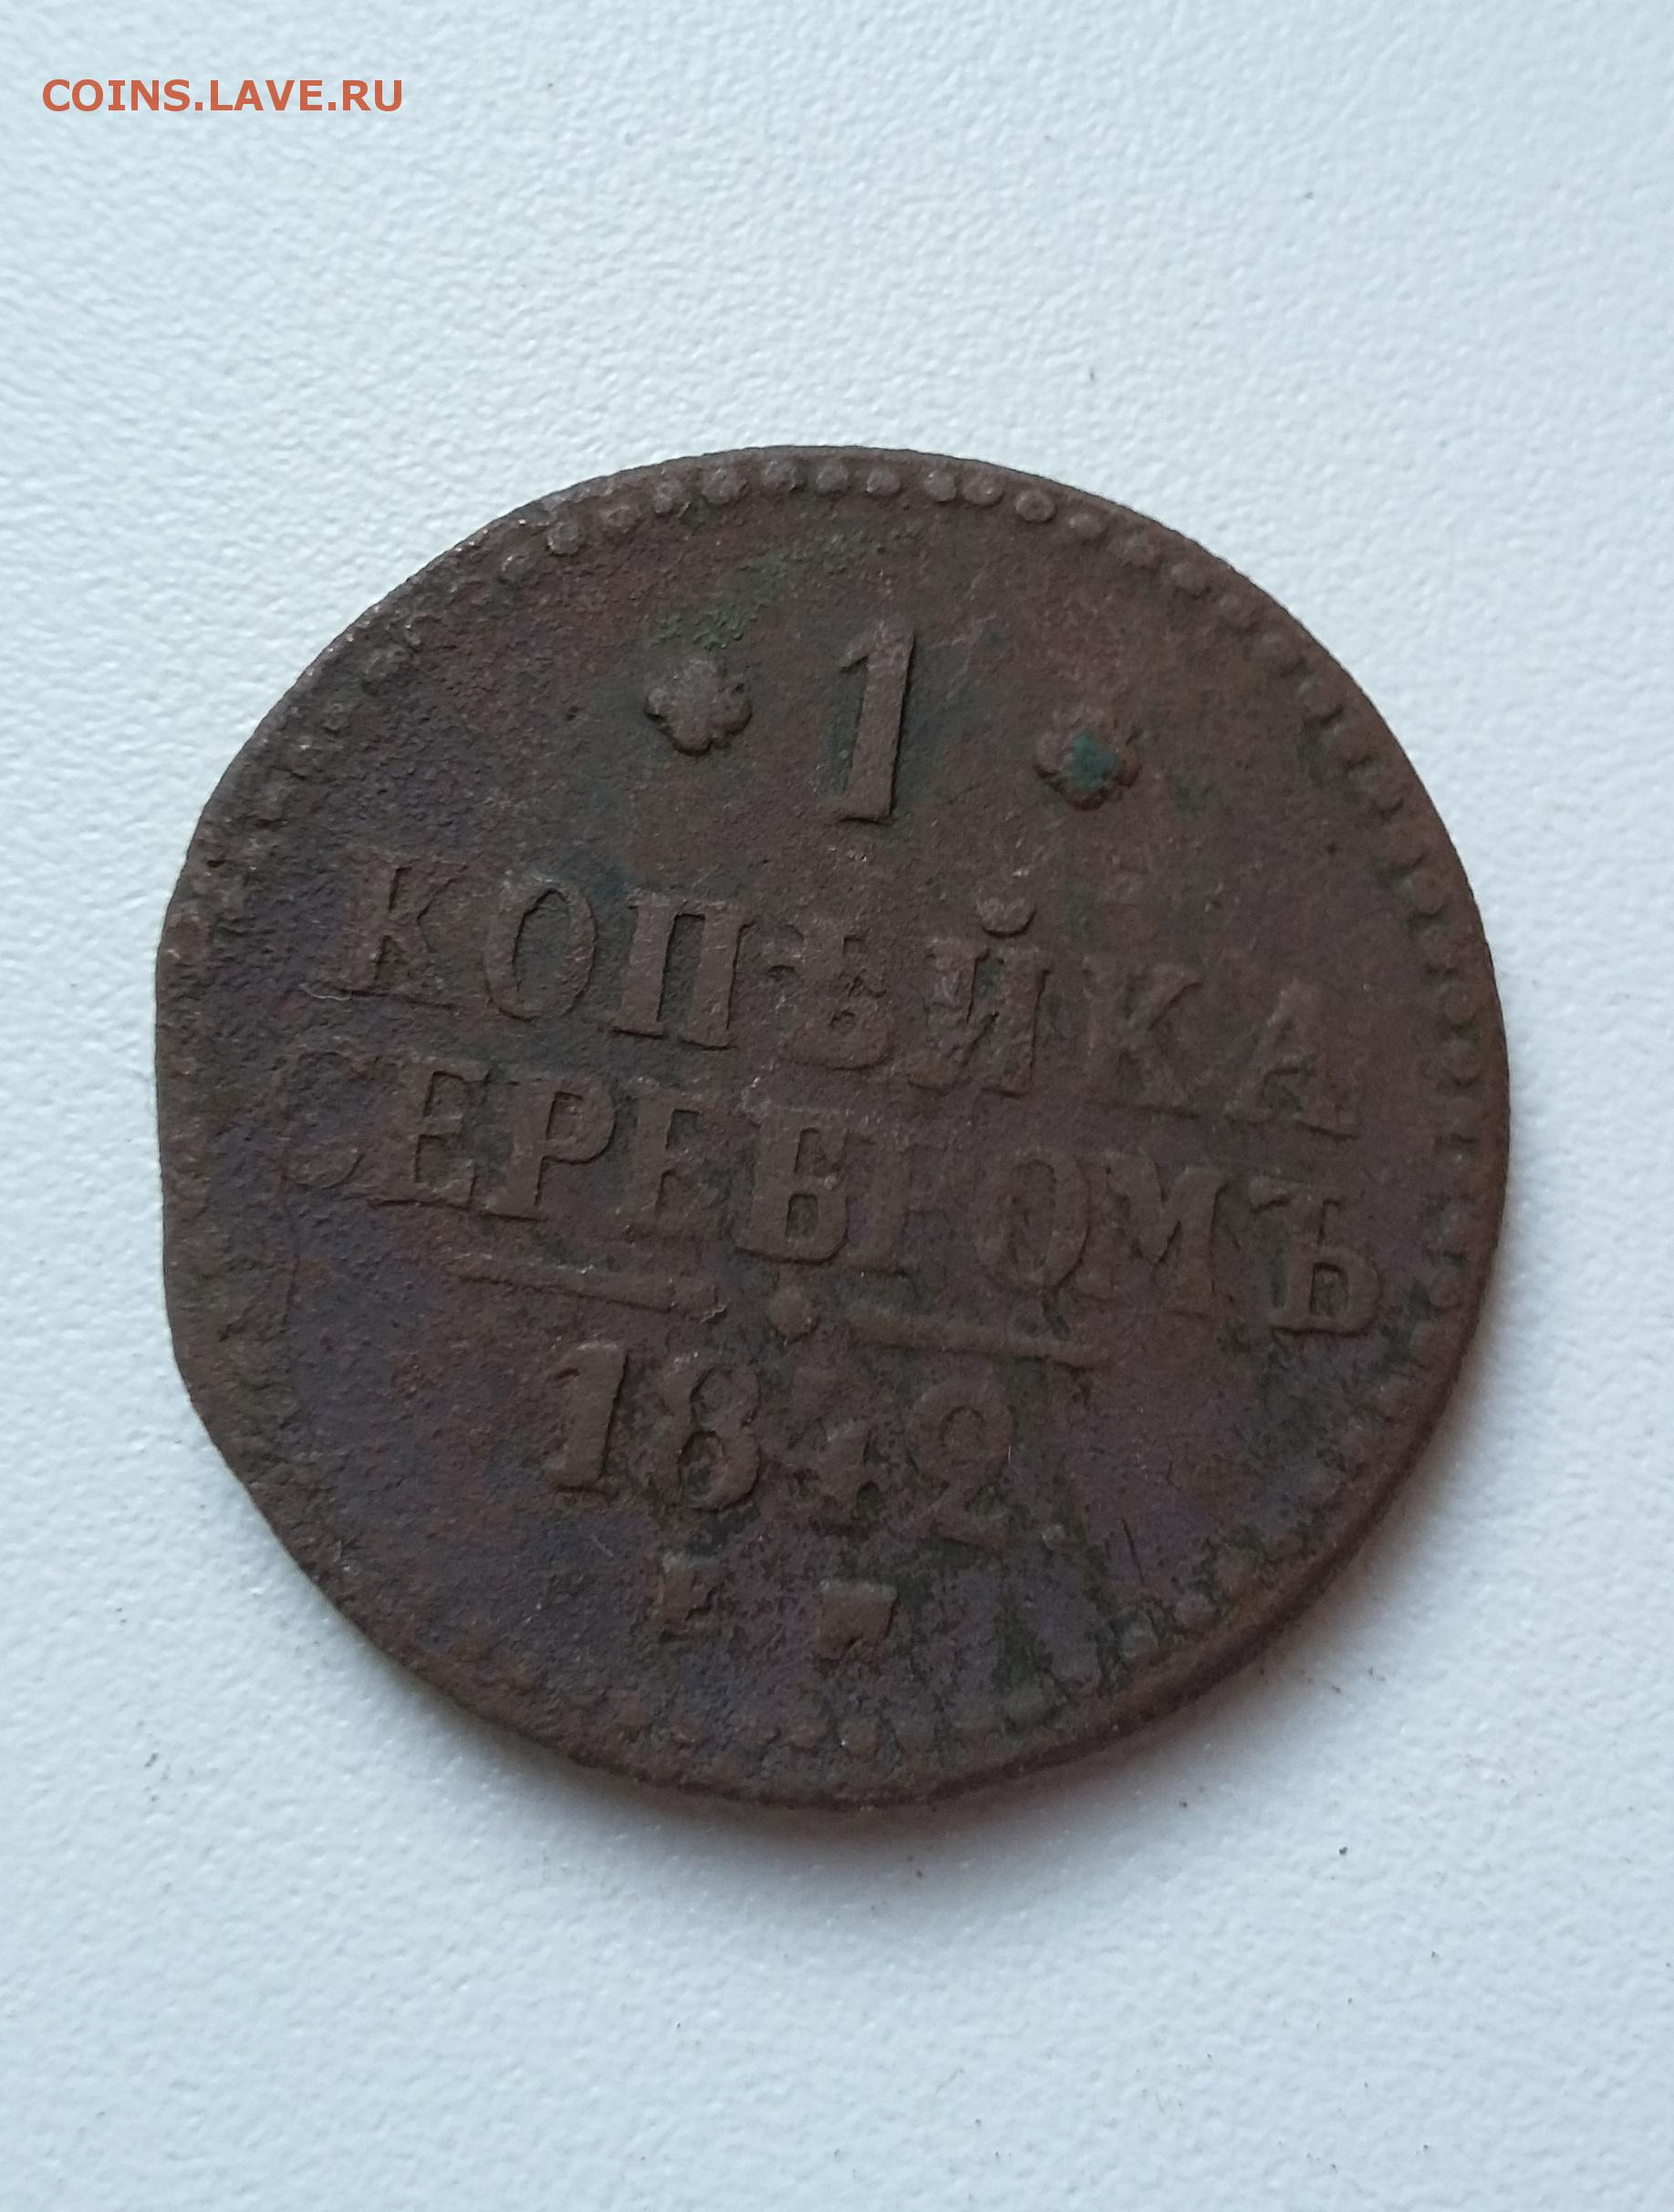 COINS.LAVE.RU
1
КОПѢЙКА
СЕРЕБРОМЪ
1842